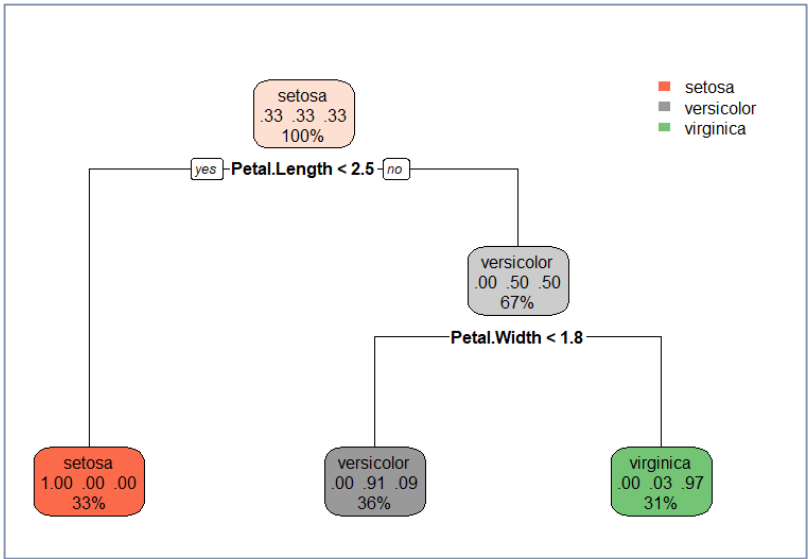 setosa
.33 .33 .33
100%
setosa
versicolor
virginica
yes Petal.Length < 2.5 no
versicolor
.00 .50 .50
67%
Petal.Width < 1.8
setosa
1.00 .00 .00
33%
versicolor
.00 .91 .09
36%
virginica
.00 .03 .97
31%